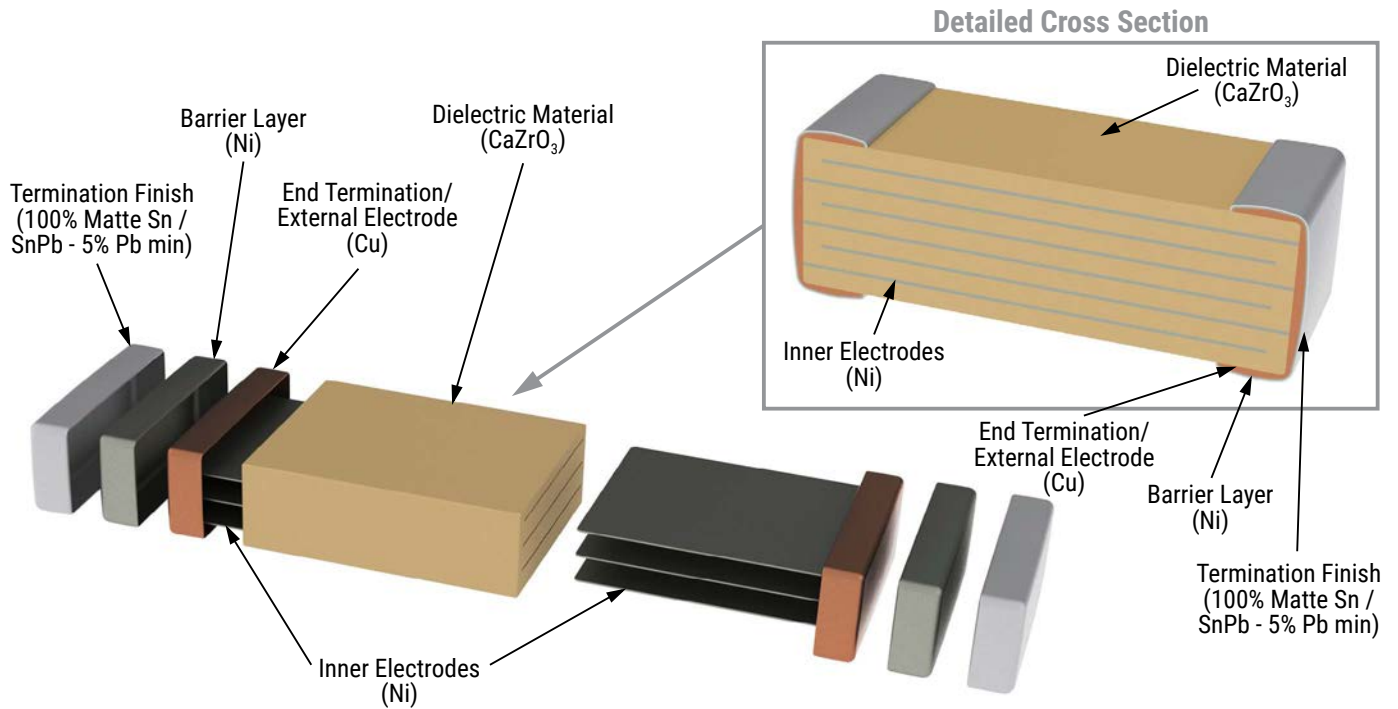 Detailed Cross Section
Dielectric Material
(CaZrO₃)
Inner Electrodes
(Ni)
End Termination/
External Electrode
(Cu)
Barrier Layer
(Ni)
Termination Finish
(100% Matte Sn /
SnPb - 5% Pb min)
Termination Finish
(100% Matte Sn /
SnPb - 5% Pb min)
Barrier Layer
(Ni)
End Termination/
External Electrode
(Cu)
Dielectric Material
(CaZrO₃)
Inner Electrodes
(Ni)